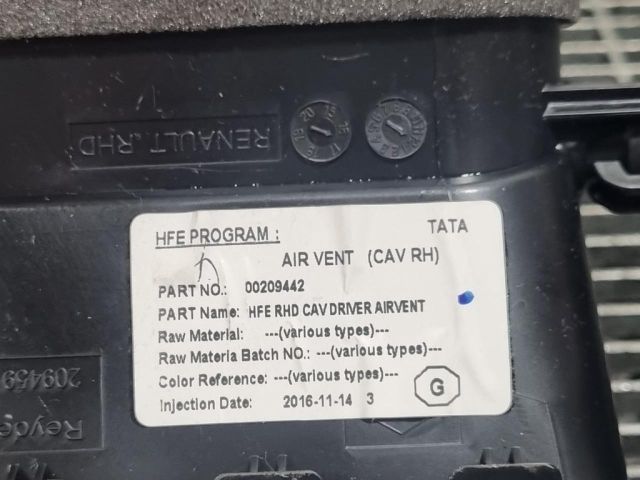 RENAULT.RHD
HFE PROGRAM : TATA
AIR VENT (CAV RH)
PART NO.: 00209442
PART Name: HFE RHD CAV DRIVER AIRVENT
Raw Material: ---(various types)---
Raw Materia Batch NO.: ---(various types)---
Color Reference: ---(various types)---
Injection Date: 2016-11-14 3
G
209459